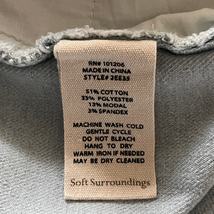 RN# 101206
MADE IN CHINA
STYLE# 2EE35
51% COTTON
33% POLYESTER
13% MODAL
3% SPANDEX
MACHINE WASH COLD
GENTLE CYCLE
DO NOT BLEACH
HANG TO DRY
WARM IRON IF NEEDED
MAY BE DRY CLEANED
Soft Surroundings